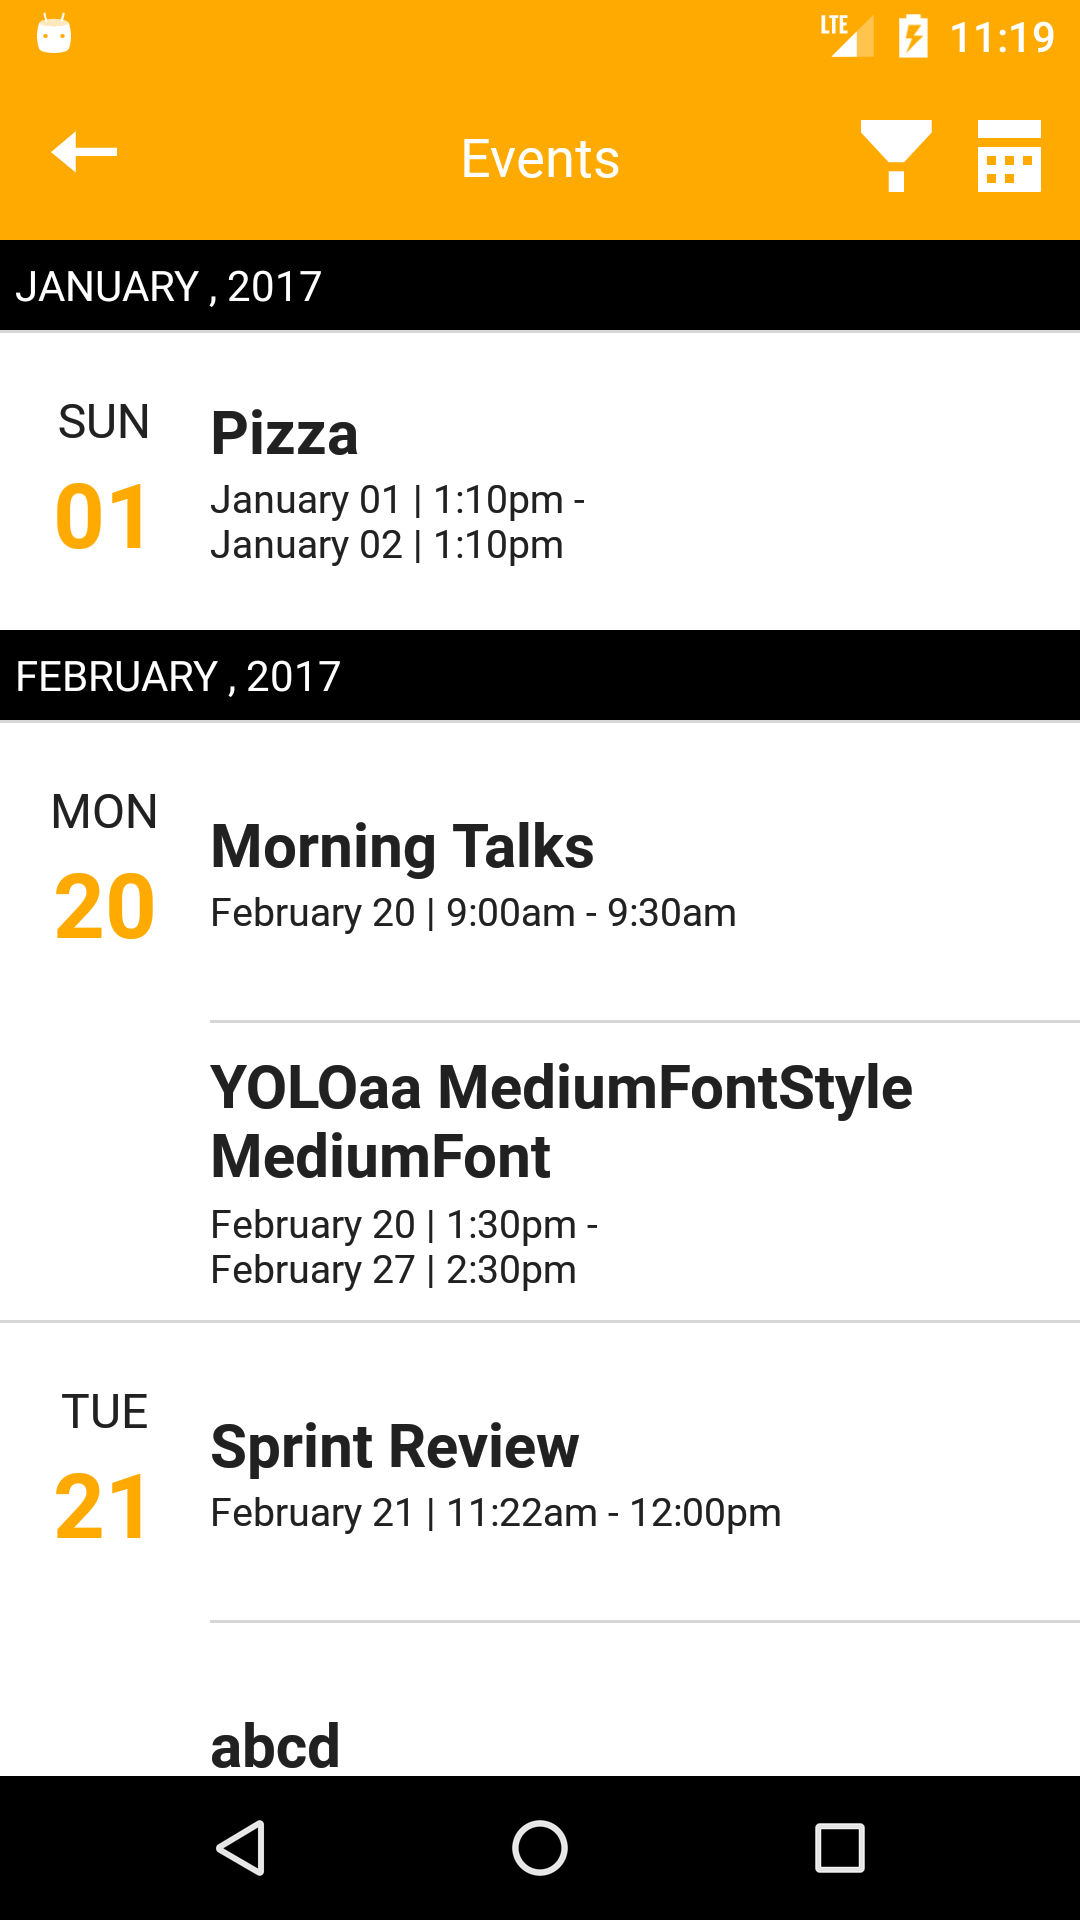 LTE 11:19
Events
JANUARY , 2017
SUN
01
Pizza
January 01 | 1:10pm -
January 02 | 1:10pm
FEBRUARY , 2017
MON
20
Morning Talks
February 20 | 9:00am - 9:30am
YOLOaa MediumFontStyle
MediumFont
February 20 | 1:30pm -
February 27 | 2:30pm
TUE
21
Sprint Review
February 21 | 11:22am - 12:00pm
abcd